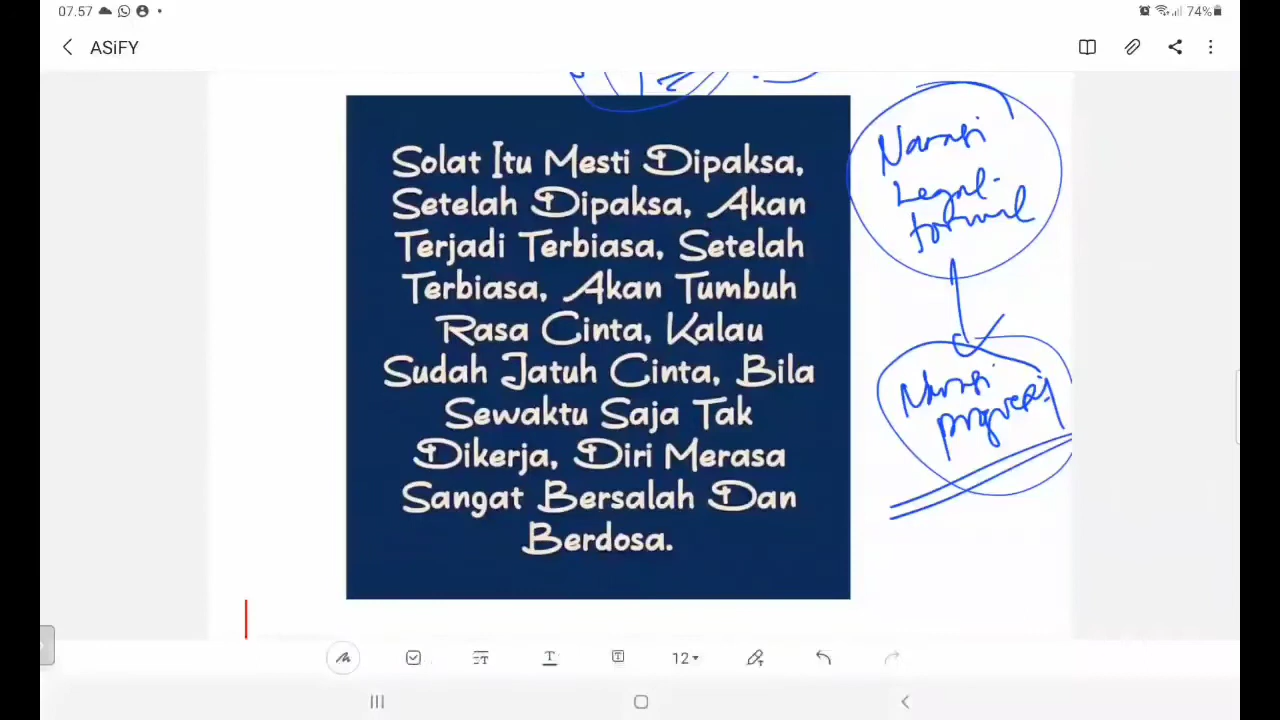 07.57
74%
ASiFY
Solat Itu Mesti Dipaksa,
Setelah Dipaksa, Akan
Terjadi Terbiasa, Setelah
Terbiasa, Akan Tumbuh
Rasa Cinta, Kalau
Sudah Jatuh Cinta, Bila
Sewaktu Saja Tak
Dikerja, Diri Merasa
Sangat Bersalah Dan
Berdosa.
Narasi
Legal-
formal
Narasi
progresif
12